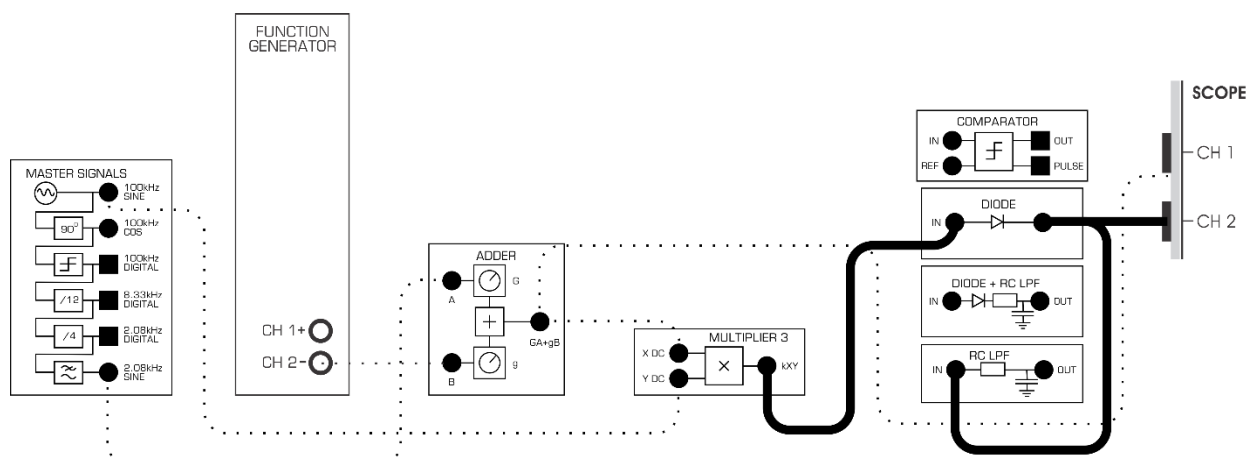 MASTER SIGNALS
100kHz
SINE
90°
100kHz
COS
100kHz
DIGITAL
/12
8.33kHz
DIGITAL
/4
2.08kHz
DIGITAL
2.08kHz
SINE
FUNCTION
GENERATOR
CH 1+
CH 2-
ADDER
A
G
+
GA+gB
B
g
MULTIPLIER 3
X DC
Y DC
×
kXY
COMPARATOR
IN
OUT
REF
PULSE
DIODE
IN
DIODE + RC LPF
IN
OUT
RC LPF
IN
OUT
SCOPE
CH 1
CH 2